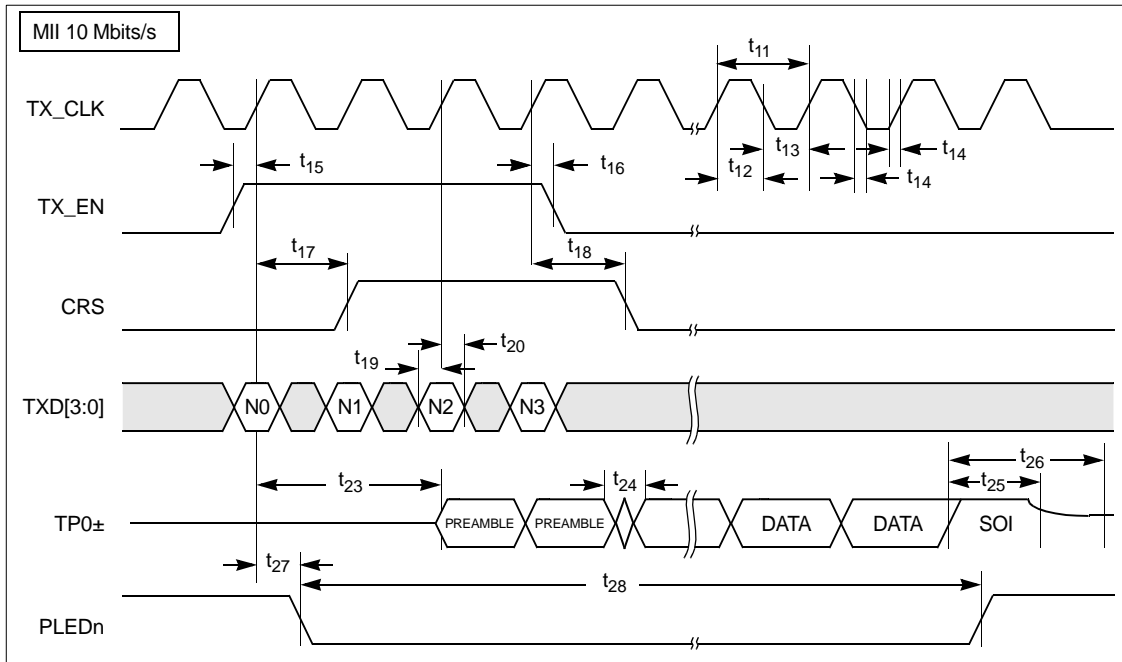 MII 10 Mbits/s
t11
TX_CLK
t15
t16
t12
t13
t14
t14
TX_EN
t17
t18
CRS
t19
t20
TXD[3:0]
N0
N1
N2
N3
t23
t24
t26
t25
TP0±
PREAMBLE
PREAMBLE
DATA
DATA
SOI
t27
t28
PLEDn